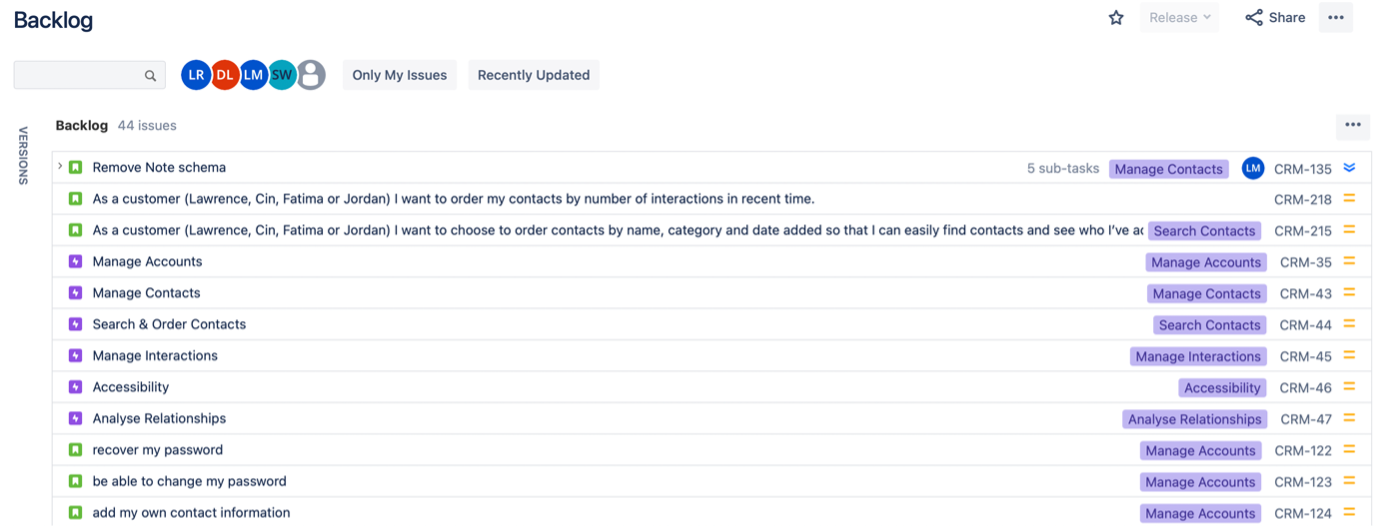 Backlog
Release
Share
LR DL LM SW
Only My Issues
Recently Updated
VERSIONS
Backlog 44 issues
Remove Note schema 5 sub-tasks Manage Contacts LM CRM-135
As a customer (Lawrence, Cin, Fatima or Jordan) I want to order my contacts by number of interactions in recent time. CRM-218
As a customer (Lawrence, Cin, Fatima or Jordan) I want to choose to order contacts by name, category and date added so that I can easily find contacts and see who I've ac Search Contacts CRM-215
Manage Accounts Manage Accounts CRM-35
Manage Contacts Manage Contacts CRM-43
Search & Order Contacts Search Contacts CRM-44
Manage Interactions Manage Interactions CRM-45
Accessibility Accessibility CRM-46
Analyse Relationships Analyse Relationships CRM-47
recover my password Manage Accounts CRM-122
be able to change my password Manage Accounts CRM-123
add my own contact information Manage Accounts CRM-124